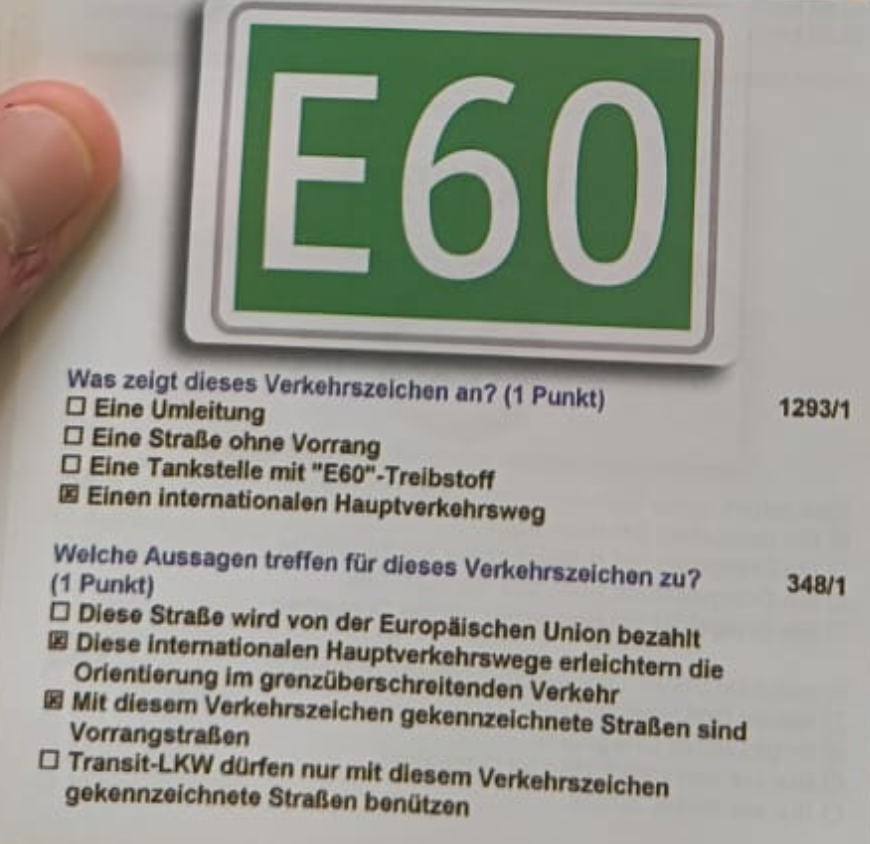 E60
Was zeigt dieses Verkehrszeichen an? (1 Punkt) 1293/1
☐ Eine Umleitung
☐ Eine Straße ohne Vorrang
☐ Eine Tankstelle mit "E60"-Treibstoff
☒ Einen internationalen Hauptverkehrsweg
Welche Aussagen treffen für dieses Verkehrszeichen zu? 348/1
(1 Punkt)
☐ Diese Straße wird von der Europäischen Union bezahlt
☒ Diese internationalen Hauptverkehrswege erleichtern die
Orientierung im grenzüberschreitenden Verkehr
☒ Mit diesem Verkehrszeichen gekennzeichnete Straßen sind
Vorrangstraßen
☐ Transit-LKW dürfen nur mit diesem Verkehrszeichen
gekennzeichnete Straßen benützen